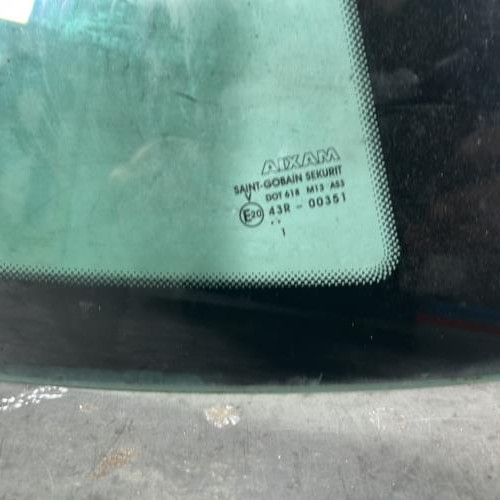 AIXAM
SAINT-GOBAIN SEKURIT
DOT 618 M13 AS3
V
E20 43R - 00351
. .
1